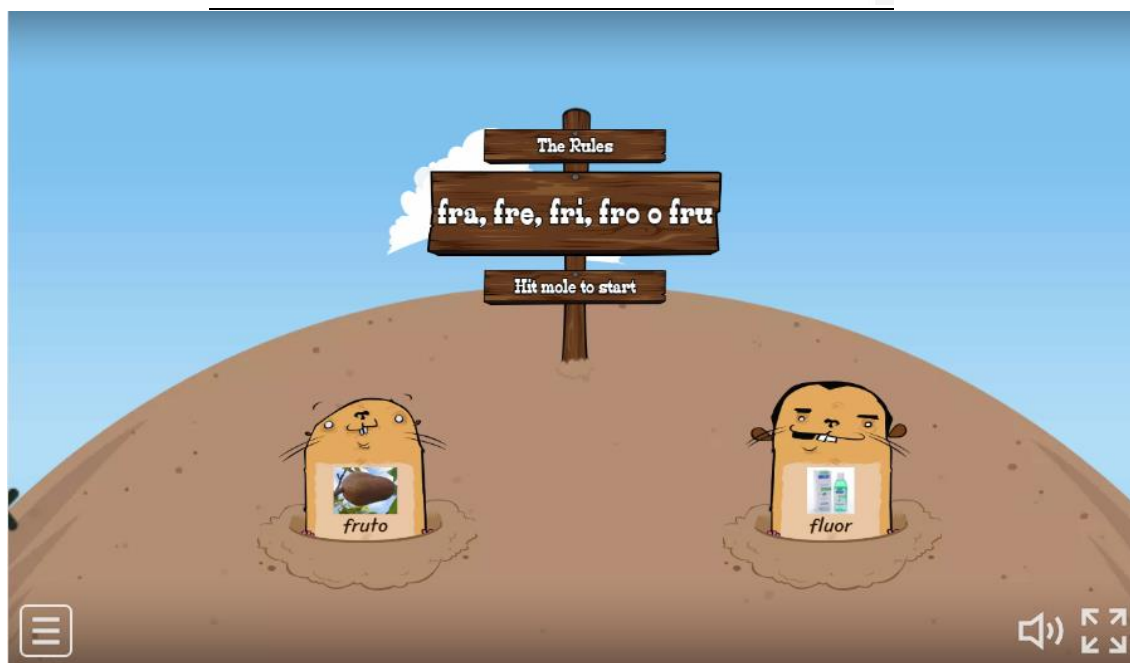 The Rules
fra, fre, fri, fro o fru
Hit mole to start
fruto
fluor